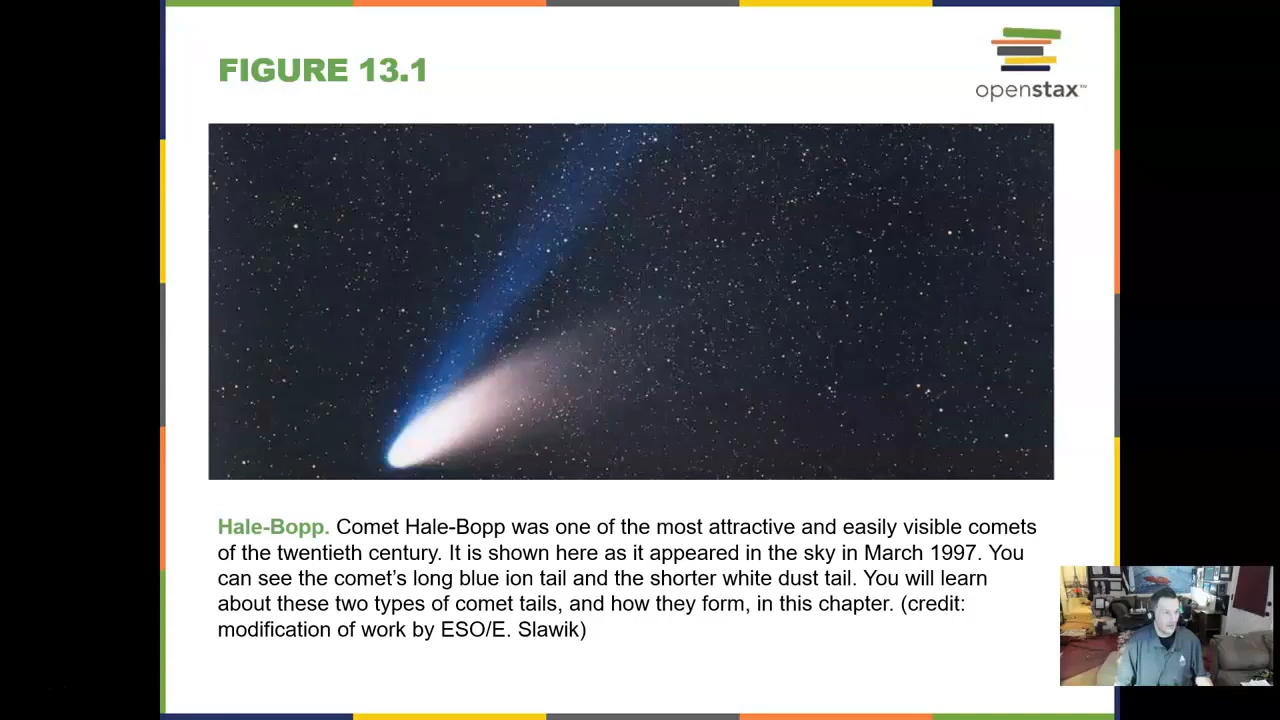 FIGURE 13.1
openstax™
Hale-Bopp. Comet Hale-Bopp was one of the most attractive and easily visible comets
of the twentieth century. It is shown here as it appeared in the sky in March 1997. You
can see the comet’s long blue ion tail and the shorter white dust tail. You will learn
about these two types of comet tails, and how they form, in this chapter. (credit:
modification of work by ESO/E. Slawik)